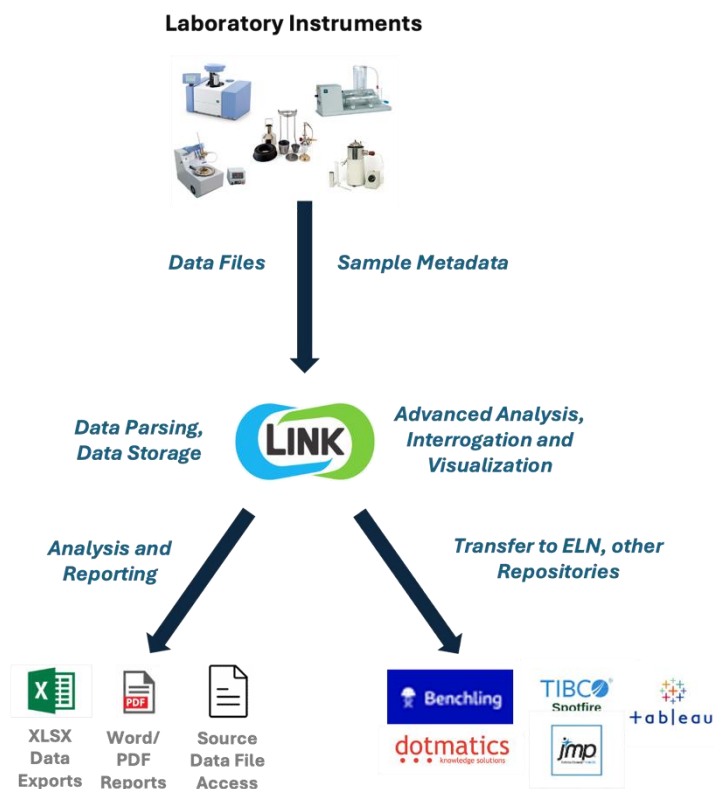 Laboratory Instruments
Data Files
Sample Metadata
Data Parsing,
Data Storage
LINK
Advanced Analysis,
Interrogation and
Visualization
Analysis and
Reporting
Transfer to ELN, other
Repositories
X
XLSX
Data
Exports
PDF
Word/
PDF
Reports
Source
Data File
Access
Benchling
dotmatics
knowledge solutions
TIBCO
Spotfire
jmp
+ableau